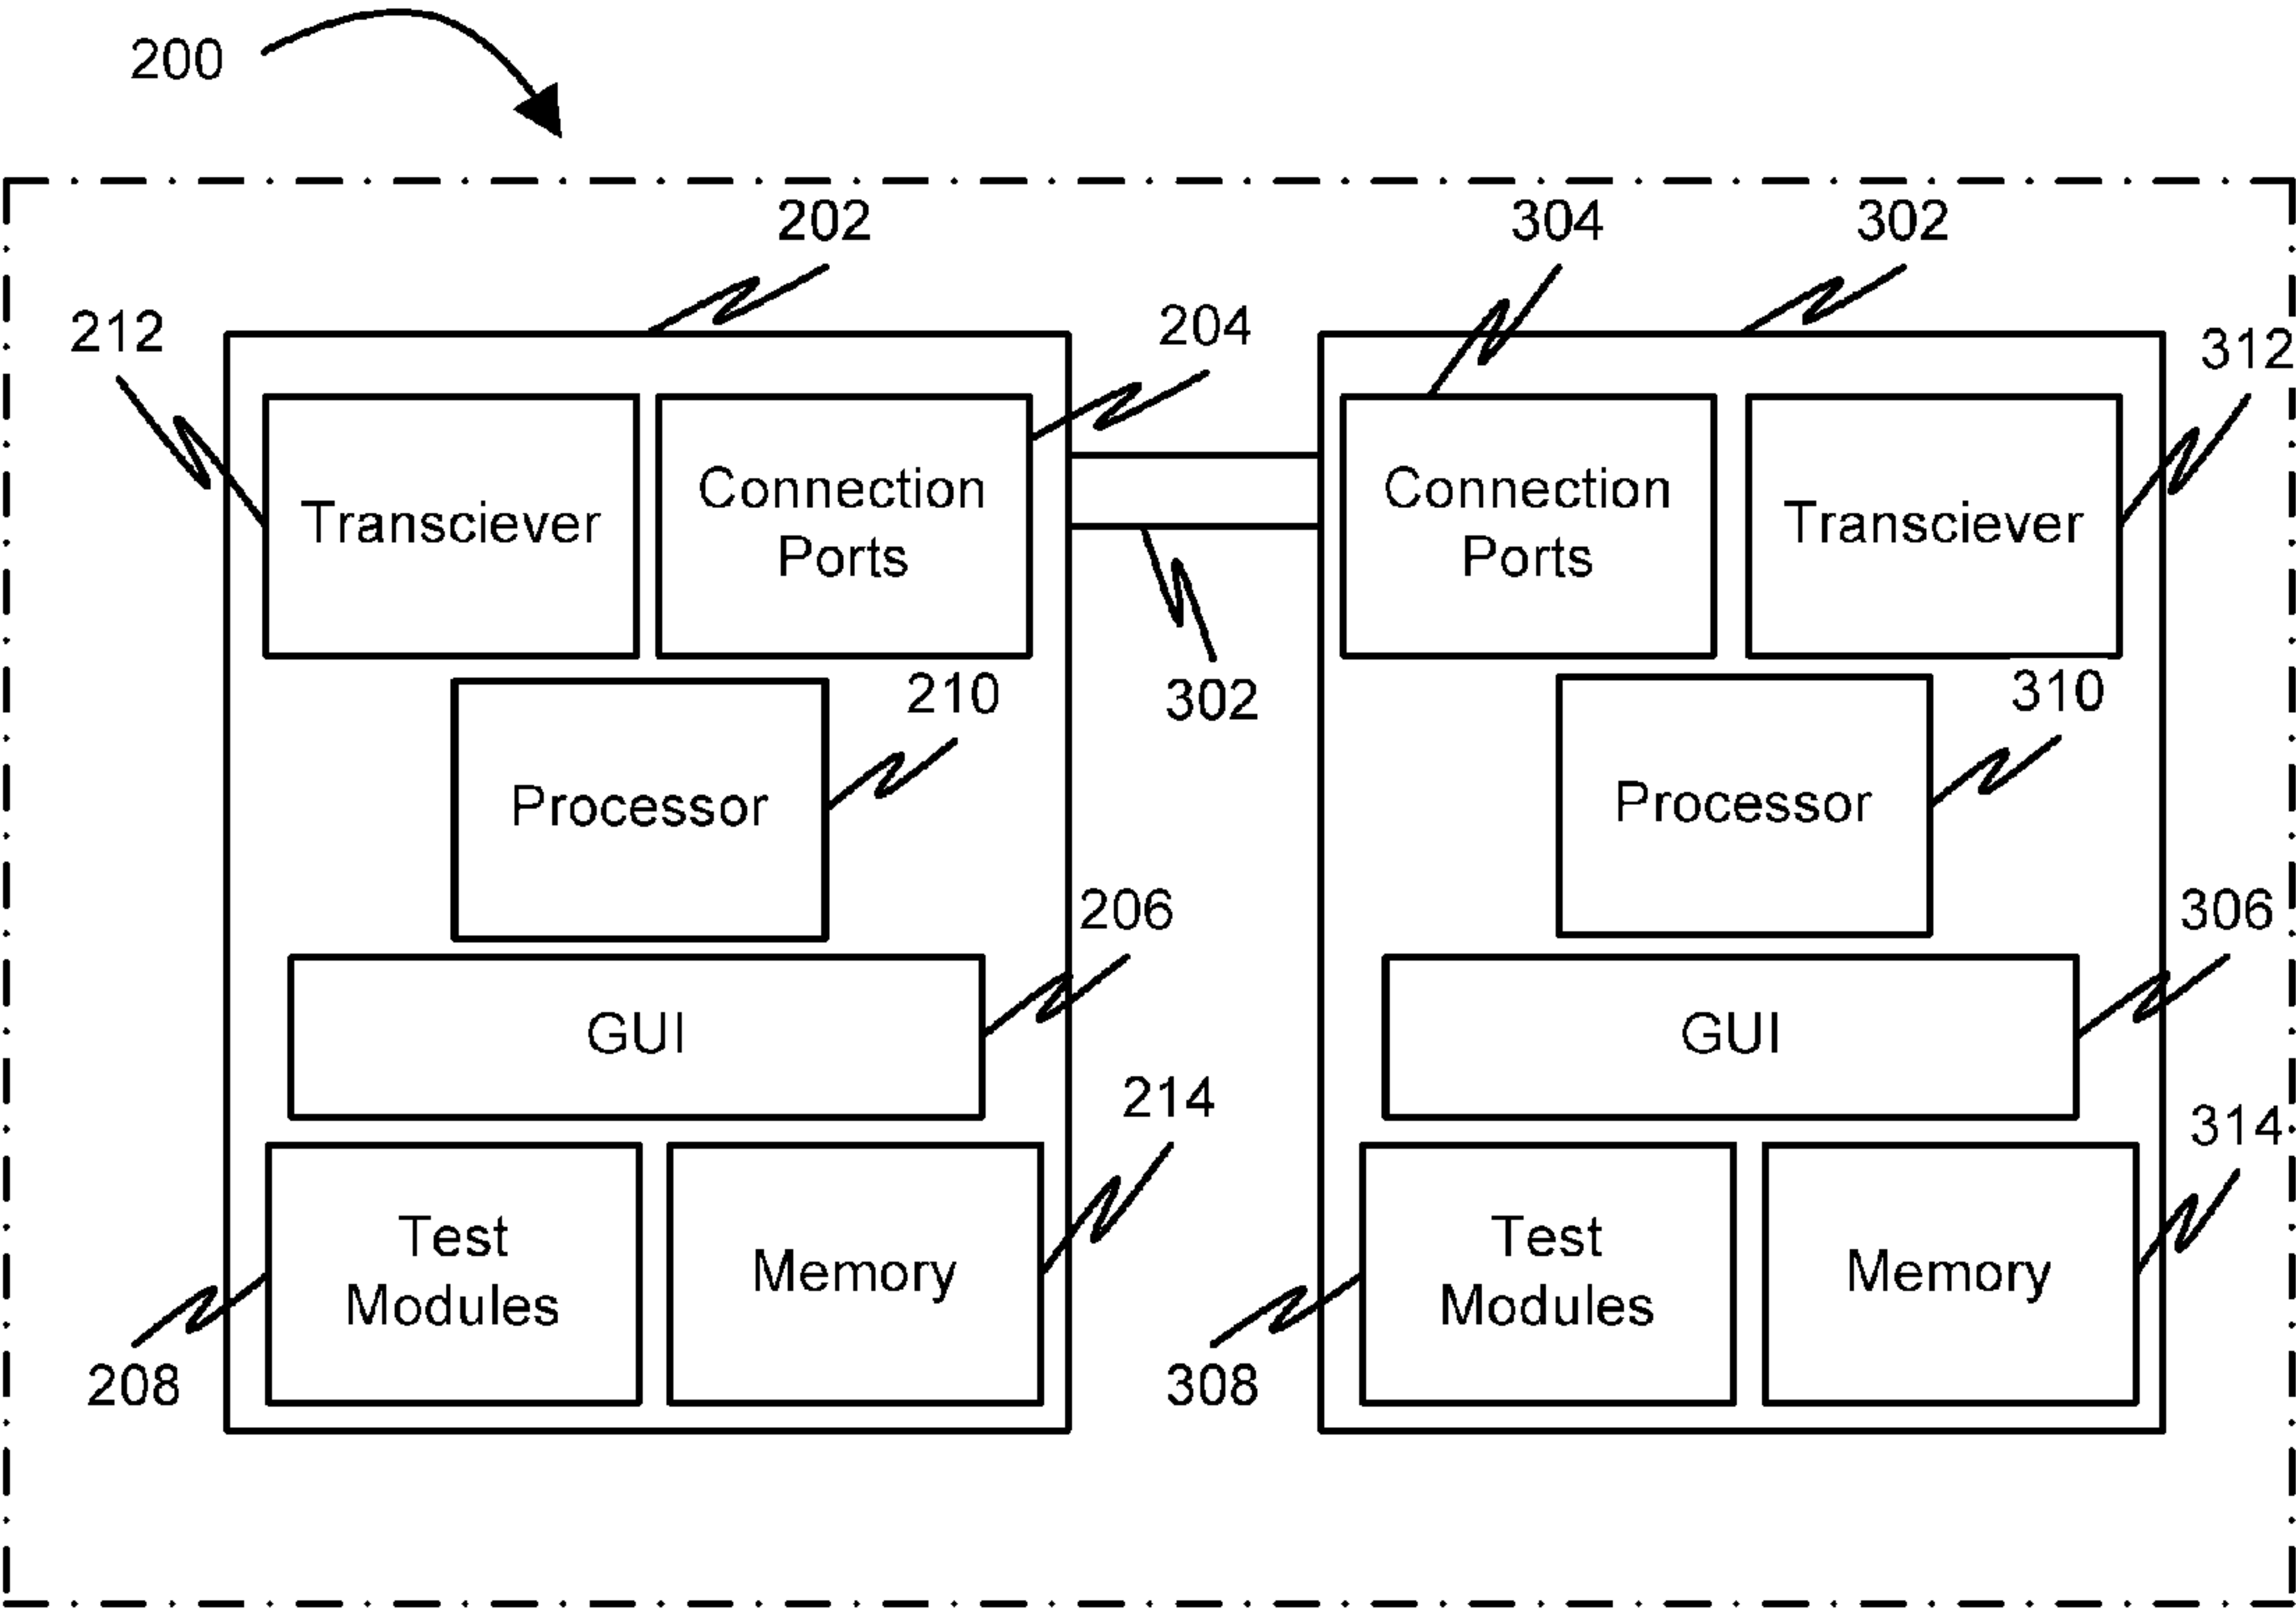 200
202
304
302
212
204
312
Transciever
Connection
Ports
Connection
Ports
Transciever
210
302
310
Processor
Processor
206
306
GUI
GUI
214
314
Test
Modules
Memory
Test
Modules
Memory
208
308